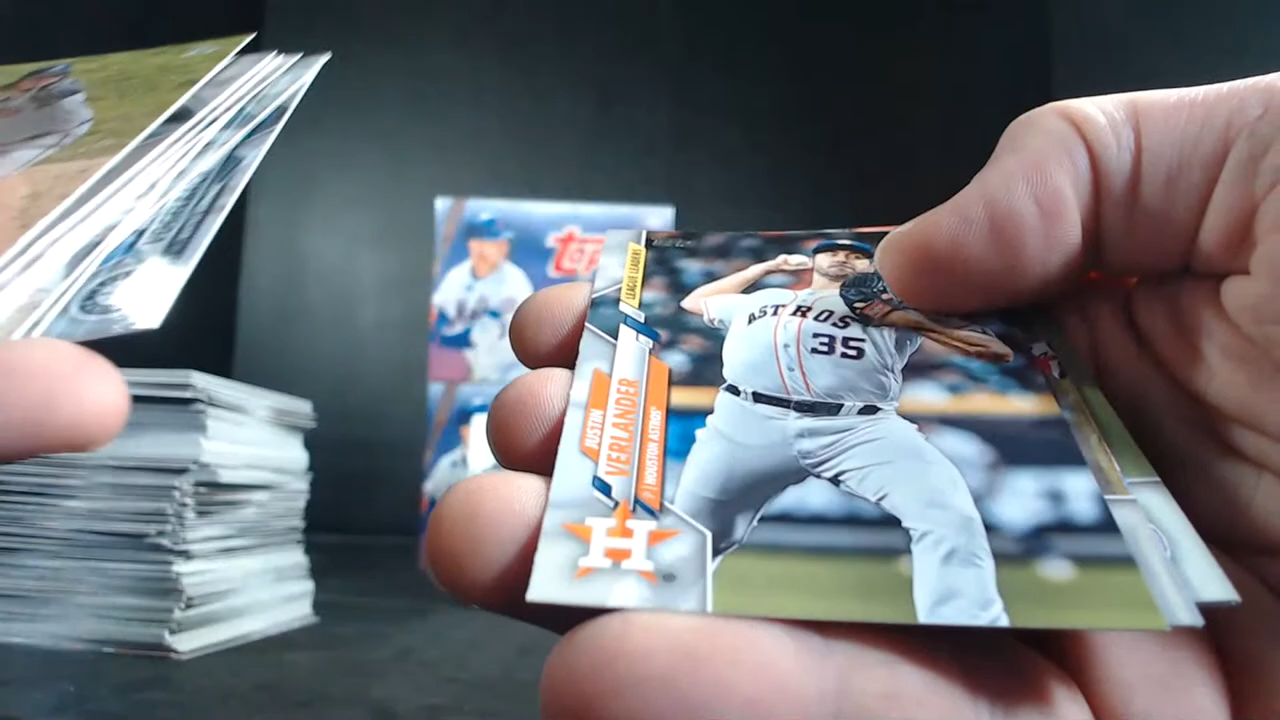 LEAGUE LEADERS
JUSTIN
VERLANDER
P | HOUSTON ASTROS®
H
ASTROS
35